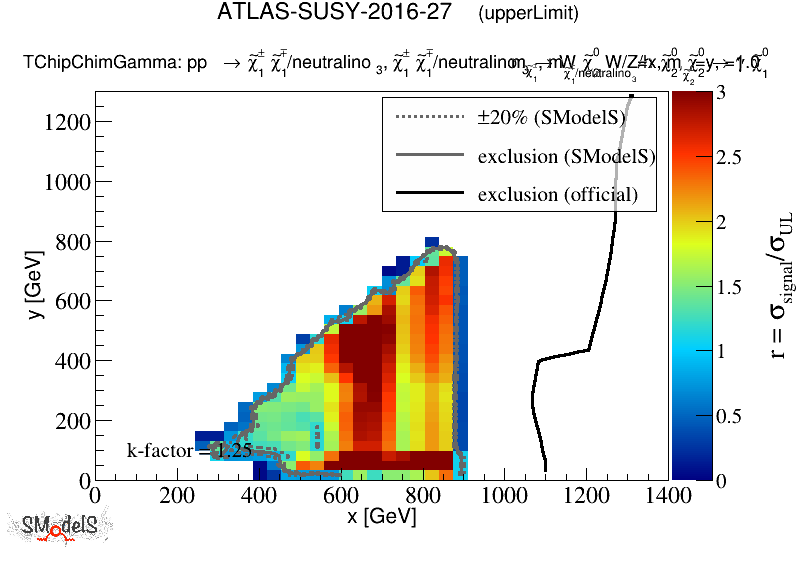 ATLAS-SUSY-2016-27 (upperLimit)
TChipChimGamma: pp → χ̃₁± χ̃₁∓/neutralino ₃, χ̃₁± χ̃₁∓/neutralino
±20% (SModelS)
exclusion (SModelS)
exclusion (official)
1200
1000
800
600
400
200
0
y [GeV]
k-factor = 1.25
0 200 400 600 800 1000 1200 1400
x [GeV]
3
2.5
2
1.5
1
0.5
0
r = σsignal/σUL
SModelS